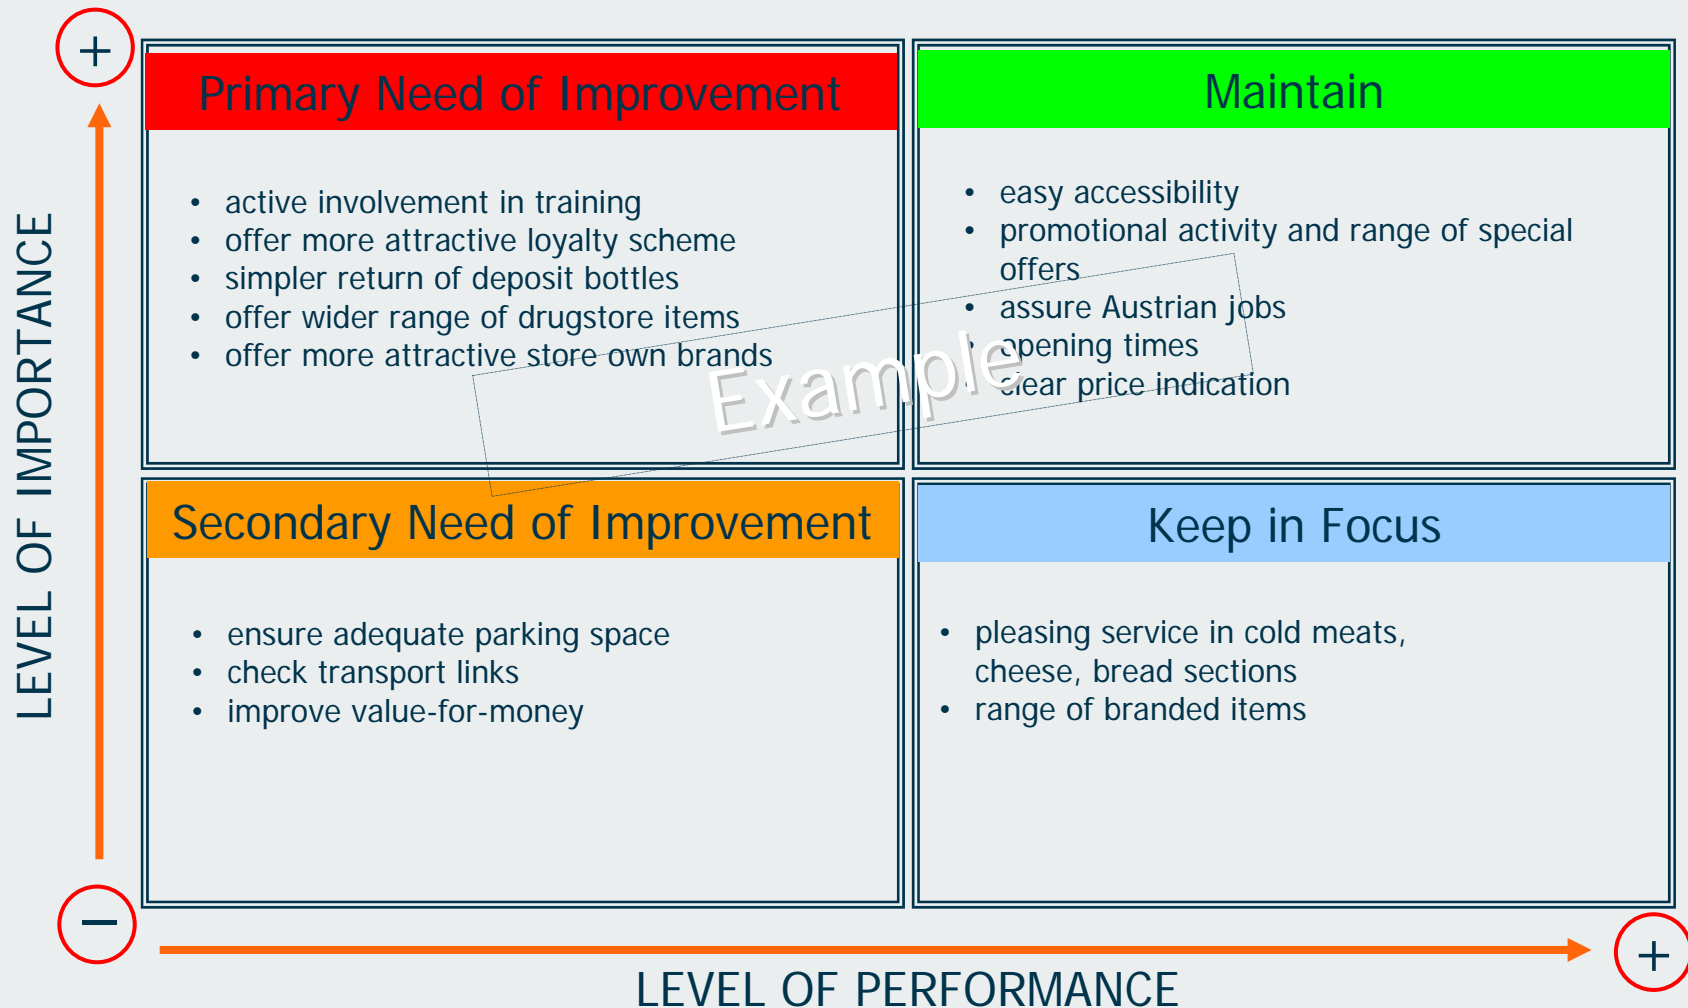 +
Primary Need of Improvement
• active involvement in training
• offer more attractive loyalty scheme
• simpler return of deposit bottles
• offer wider range of drugstore items
• offer more attractive store own brands
Maintain
• easy accessibility
• promotional activity and range of special
offers
• assure Austrian jobs
• opening times
• clear price indication
Example
Secondary Need of Improvement
• ensure adequate parking space
• check transport links
• improve value-for-money
Keep in Focus
• pleasing service in cold meats,
cheese, bread sections
• range of branded items
LEVEL OF IMPORTANCE
–
LEVEL OF PERFORMANCE
+